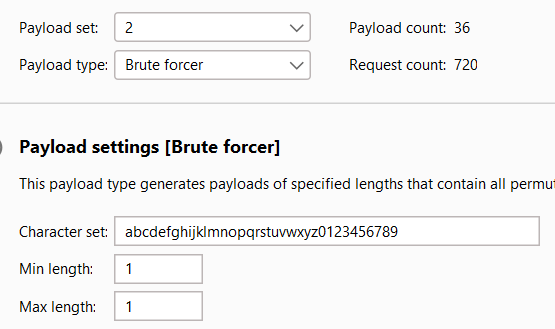 Payload set: 2 Payload count: 36
Payload type: Brute forcer Request count: 720
Payload settings [Brute forcer]
This payload type generates payloads of specified lengths that contain all permut
Character set: abcdefghijklmnopqrstuvwxyz0123456789
Min length: 1
Max length: 1